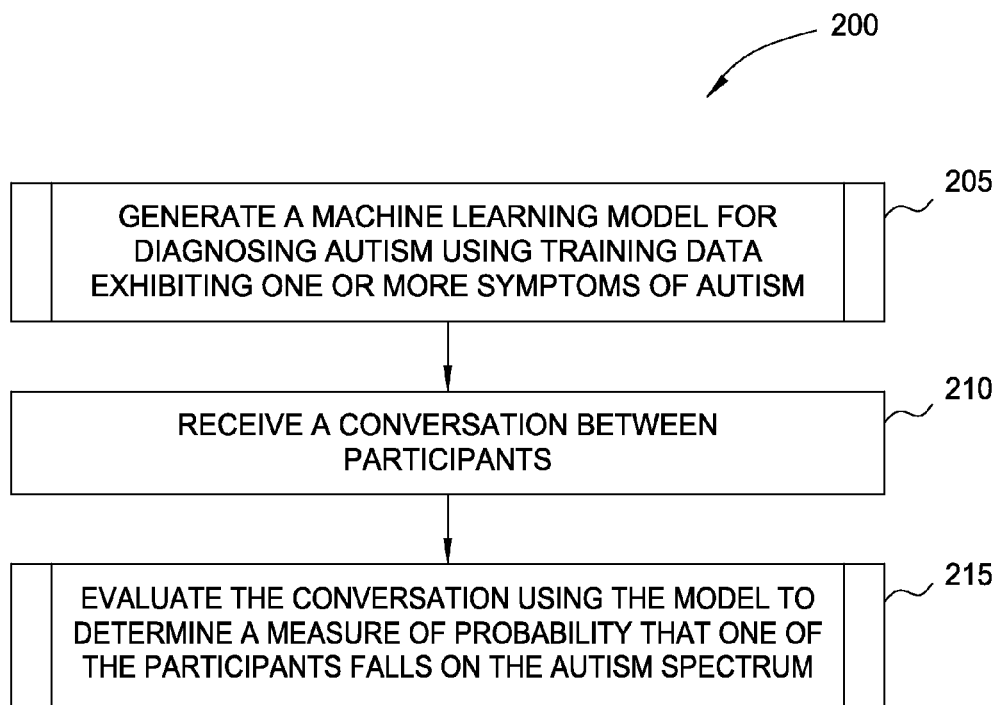 200
205
GENERATE A MACHINE LEARNING MODEL FOR
DIAGNOSING AUTISM USING TRAINING DATA
EXHIBITING ONE OR MORE SYMPTOMS OF AUTISM
210
RECEIVE A CONVERSATION BETWEEN
PARTICIPANTS
215
EVALUATE THE CONVERSATION USING THE MODEL TO
DETERMINE A MEASURE OF PROBABILITY THAT ONE OF
THE PARTICIPANTS FALLS ON THE AUTISM SPECTRUM